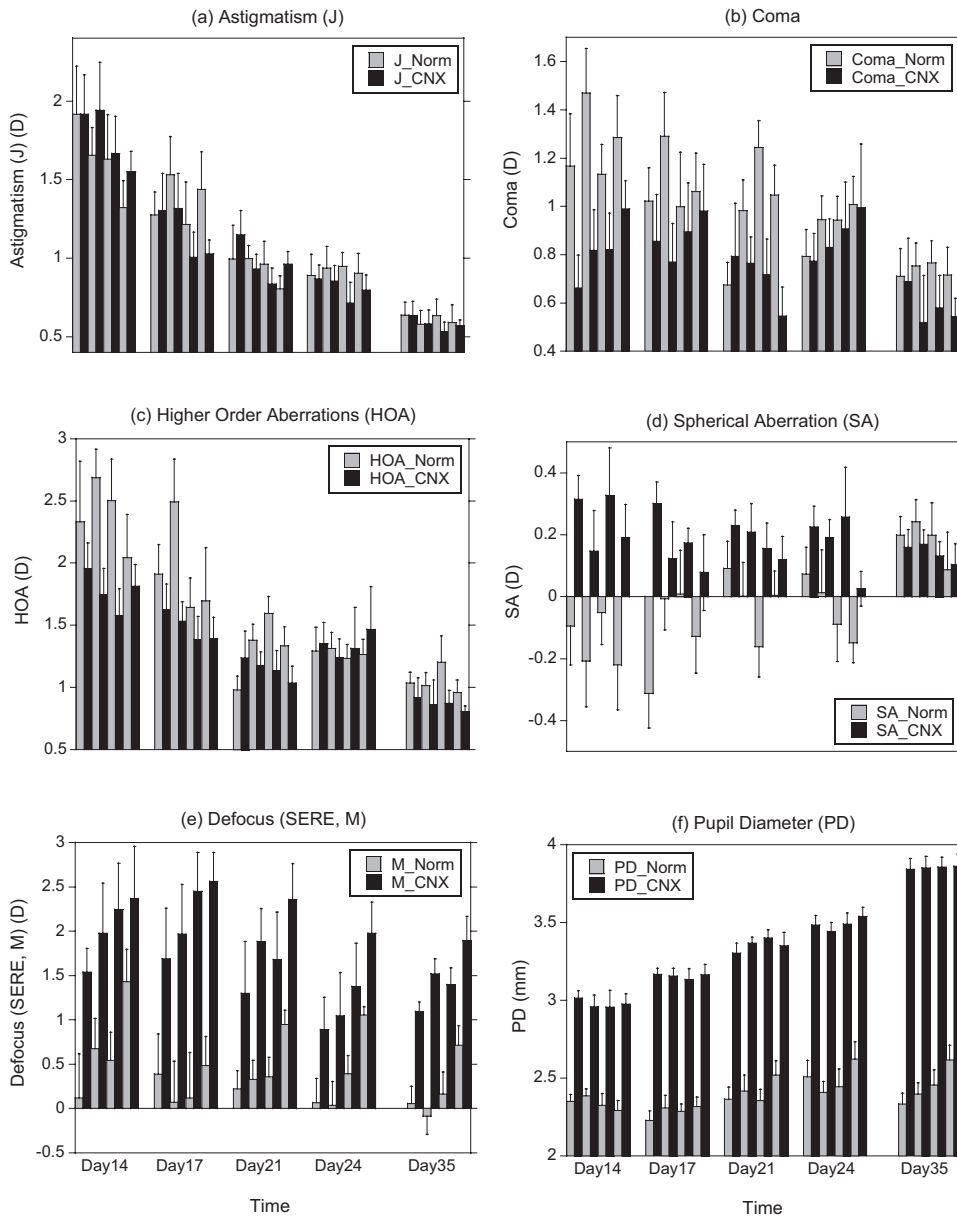 (a) Astigmatism (J)
J_Norm
J_CNX
Astigmatism (J) (D)
2
1.5
1
0.5
(b) Coma
Coma_Norm
Coma_CNX
Coma (D)
1.6
1.4
1.2
1
0.8
0.6
0.4
(c) Higher Order Aberrations (HOA)
HOA_Norm
HOA_CNX
HOA (D)
3
2.5
2
1.5
1
0.5
(d) Spherical Aberration (SA)
SA_Norm
SA_CNX
SA (D)
0.4
0.2
0
-0.2
-0.4
(e) Defocus (SERE, M)
M_Norm
M_CNX
Defocus (SERE, M) (D)
3
2.5
2
1.5
1
0.5
0
-0.5
Day14 Day17 Day21 Day24 Day35
Time
(f) Pupil Diameter (PD)
PD_Norm
PD_CNX
PD (mm)
4
3.5
3
2.5
2
Day14 Day17 Day21 Day24 Day35
Time